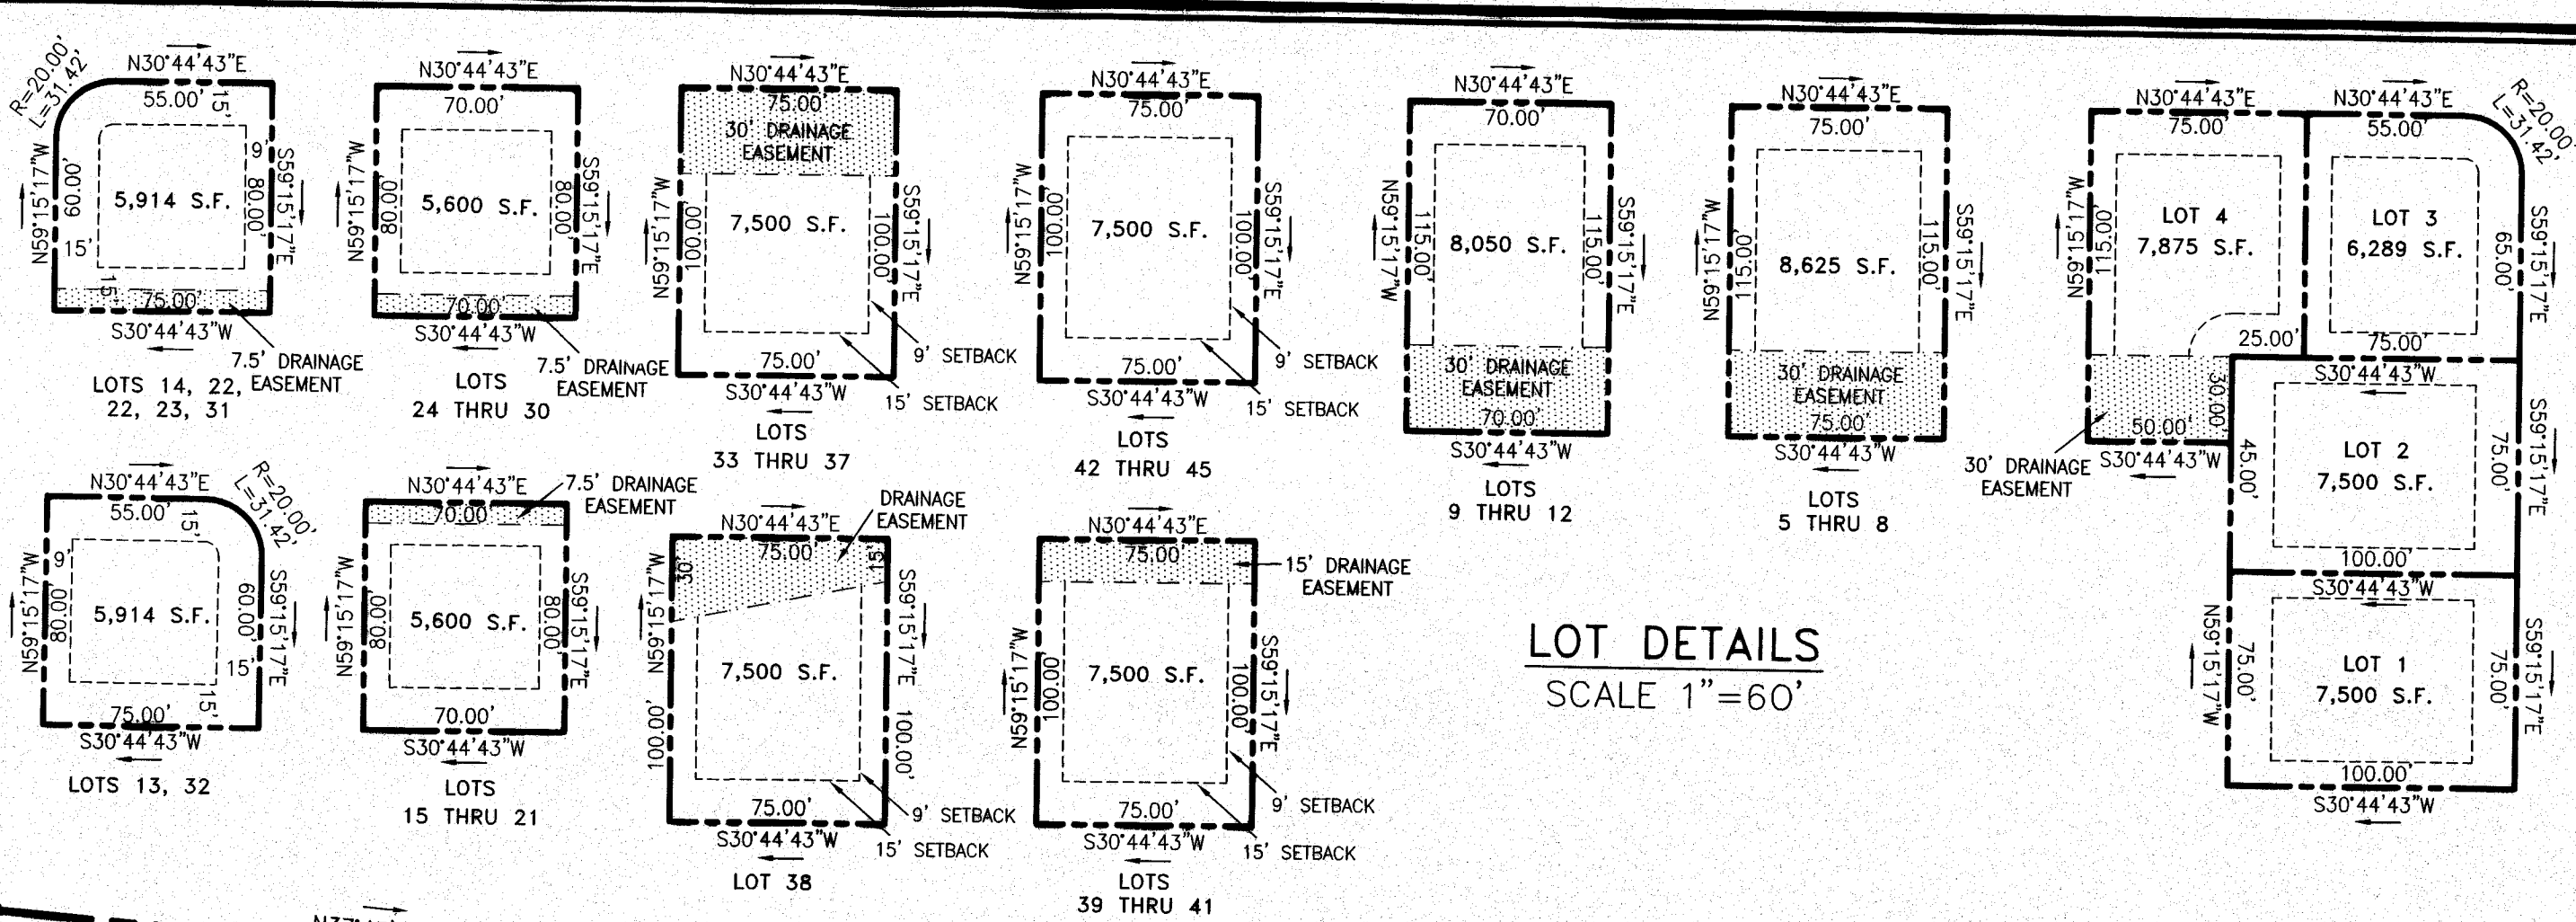 R=20.00'
L=31.42'
N30°44'43"E
55.00'
15'
N59°15'17"W
60.00'
15'
5,914 S.F.
9'
80.00'
S59°15'17"E
15'
75.00'
S30°44'43"W
7.5' DRAINAGE
EASEMENT
LOTS 14, 22,
22, 23, 31
N30°44'43"E
70.00'
N59°15'17"W
80.00'
5,600 S.F.
80.00'
S59°15'17"E
70.00'
S30°44'43"W
7.5' DRAINAGE
EASEMENT
LOTS
24 THRU 30
N30°44'43"E
75.00'
30' DRAINAGE
EASEMENT
N59°15'17"W
100.00'
7,500 S.F.
100.00'
S59°15'17"E
9' SETBACK
75.00'
S30°44'43"W
15' SETBACK
LOTS
33 THRU 37
N30°44'43"E
75.00'
N59°15'17"W
100.00'
7,500 S.F.
100.00'
S59°15'17"E
9' SETBACK
75.00'
S30°44'43"W
15' SETBACK
LOTS
42 THRU 45
N30°44'43"E
70.00'
N59°15'17"W
115.00'
8,050 S.F.
115.00'
S59°15'17"E
30' DRAINAGE
EASEMENT
70.00'
S30°44'43"W
LOTS
9 THRU 12
N30°44'43"E
75.00'
N59°15'17"W
115.00'
8,625 S.F.
115.00'
S59°15'17"E
30' DRAINAGE
EASEMENT
75.00'
S30°44'43"W
LOTS
5 THRU 8
N30°44'43"E
75.00'
N59°15'17"W
115.00'
LOT 4
7,875 S.F.
25.00'
30.00'
50.00'
S30°44'43"W
30' DRAINAGE
EASEMENT
N30°44'43"E
55.00'
R=20.00'
L=31.42'
LOT 3
6,289 S.F.
65.00'
S59°15'17"E
75.00'
S30°44'43"W
45.00'
LOT 2
7,500 S.F.
75.00'
S59°15'17"E
100.00'
S30°44'43"W
N59°15'17"W
75.00'
LOT 1
7,500 S.F.
75.00'
S59°15'17"E
100.00'
S30°44'43"W
N30°44'43"E
55.00'
15'
R=20.00'
L=31.42'
N59°15'17"W
9'
80.00'
5,914 S.F.
60.00'
15'
S59°15'17"E
15'
75.00'
S30°44'43"W
LOTS 13, 32
N30°44'43"E
7.5' DRAINAGE
EASEMENT
70.00'
N59°15'17"W
80.00'
5,600 S.F.
80.00'
S59°15'17"E
70.00'
S30°44'43"W
LOTS
15 THRU 21
N30°44'43"E
DRAINAGE
EASEMENT
75.00'
30'
15'
N59°15'17"W
100.00'
7,500 S.F.
S59°15'17"E
100.00'
9' SETBACK
75.00'
S30°44'43"W
15' SETBACK
LOT 38
N30°44'43"E
75.00'
15' DRAINAGE
EASEMENT
N59°15'17"W
100.00'
7,500 S.F.
100.00'
S59°15'17"E
9' SETBACK
75.00'
S30°44'43"W
15' SETBACK
LOTS
39 THRU 41
LOT DETAILS
SCALE 1"=60'